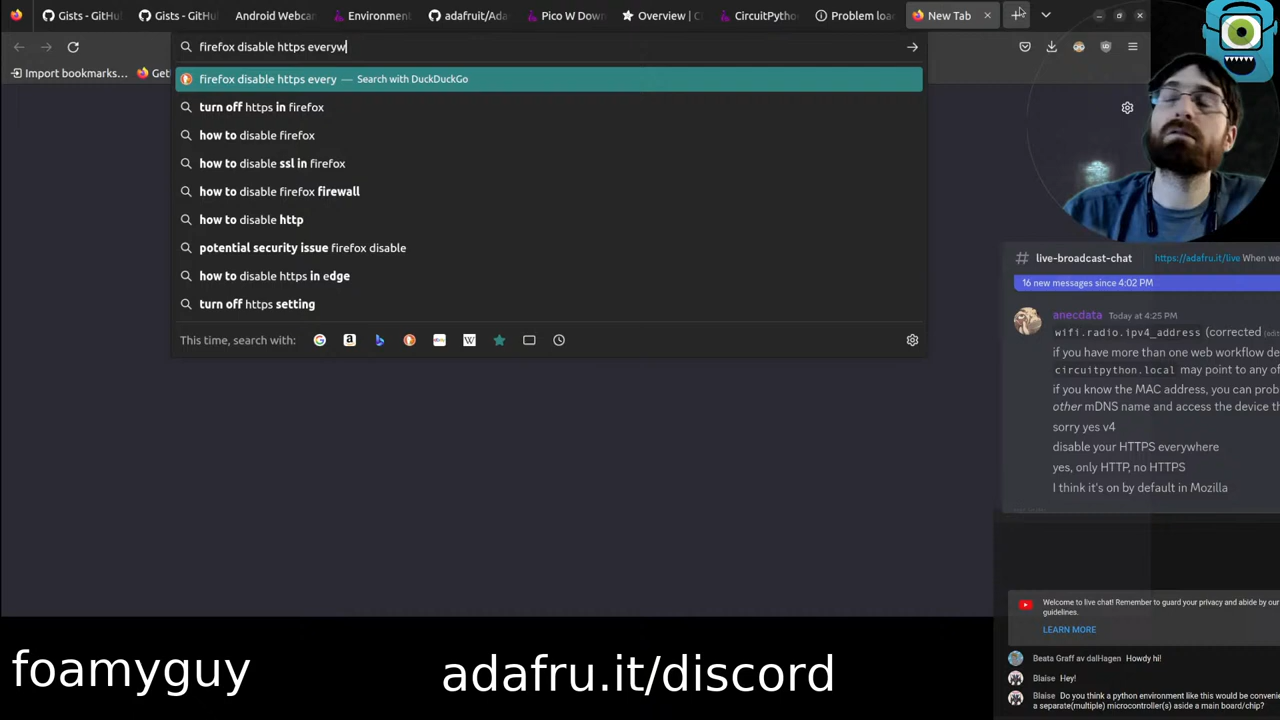 Gists - GitHu
Gists - GitHu
Android Webcam
Environment
adafruit/Ada
Pico W Down
Overview | C
CircuitPython
Problem loa
New Tab
firefox disable https everyw
Import bookmarks...
Get
firefox disable https every — Search with DuckDuckGo
turn off https in firefox
how to disable firefox
how to disable ssl in firefox
how to disable firefox firewall
how to disable http
potential security issue firefox disable
how to disable https in edge
turn off https setting
This time, search with:
# live-broadcast-chat https://adafru.it/live When we
16 new messages since 4:02 PM
anecdata Today at 4:25 PM
wifi.radio.ipv4_address (corrected (edit
if you have more than one web workflow de
circuitpython.local may point to any of
if you know the MAC address, you can prob
other mDNS name and access the device th
sorry yes v4
disable your HTTPS everywhere
yes, only HTTP, no HTTPS
I think it's on by default in Mozilla
Welcome to live chat! Remember to guard your privacy and abide by our
guidelines.
LEARN MORE
Beata Graff av dalHagen Howdy hi!
Blaise Hey!
Blaise Do you think a python environment like this would be convenie
a separate(multiple) microcontroller(s) aside a main board/chip?
foamyguy
adafru.it/discord